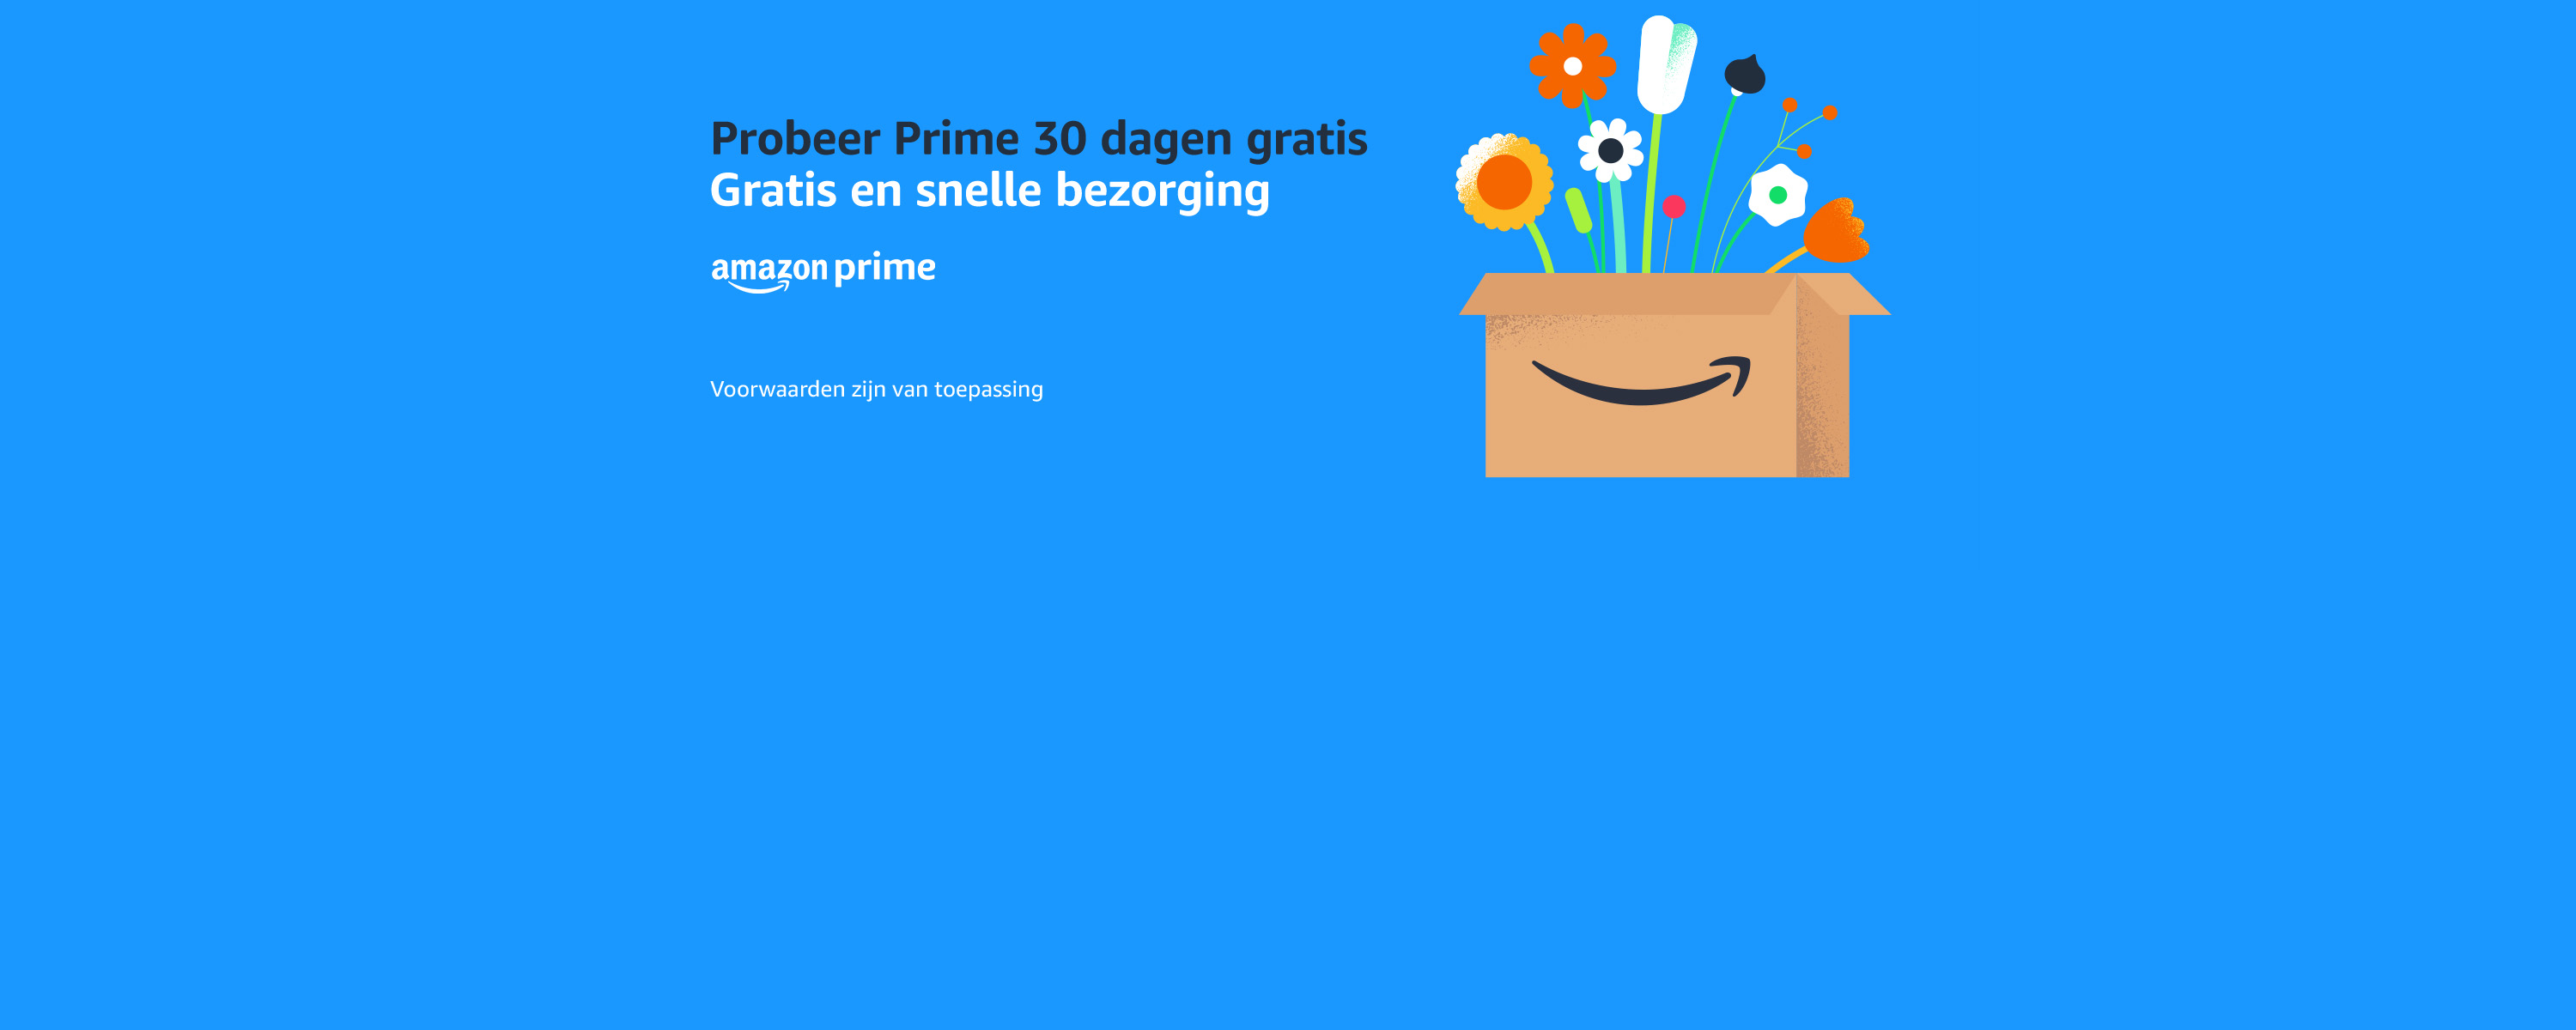 Probeer Prime 30 dagen gratis
Gratis en snelle bezorging
amazon prime
Voorwaarden zijn van toepassing